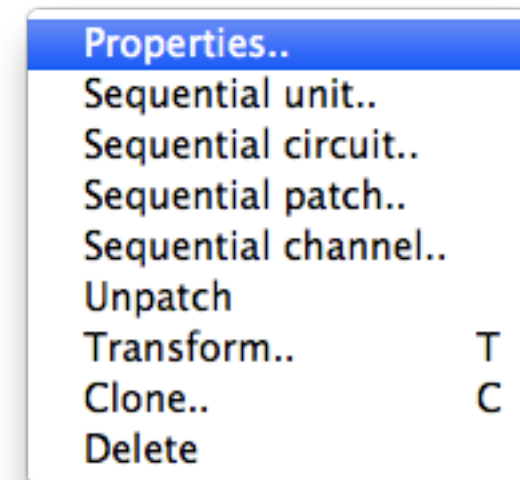 Properties..
Sequential unit..
Sequential circuit..
Sequential patch..
Sequential channel..
Unpatch
Transform.. T
Clone.. C
Delete